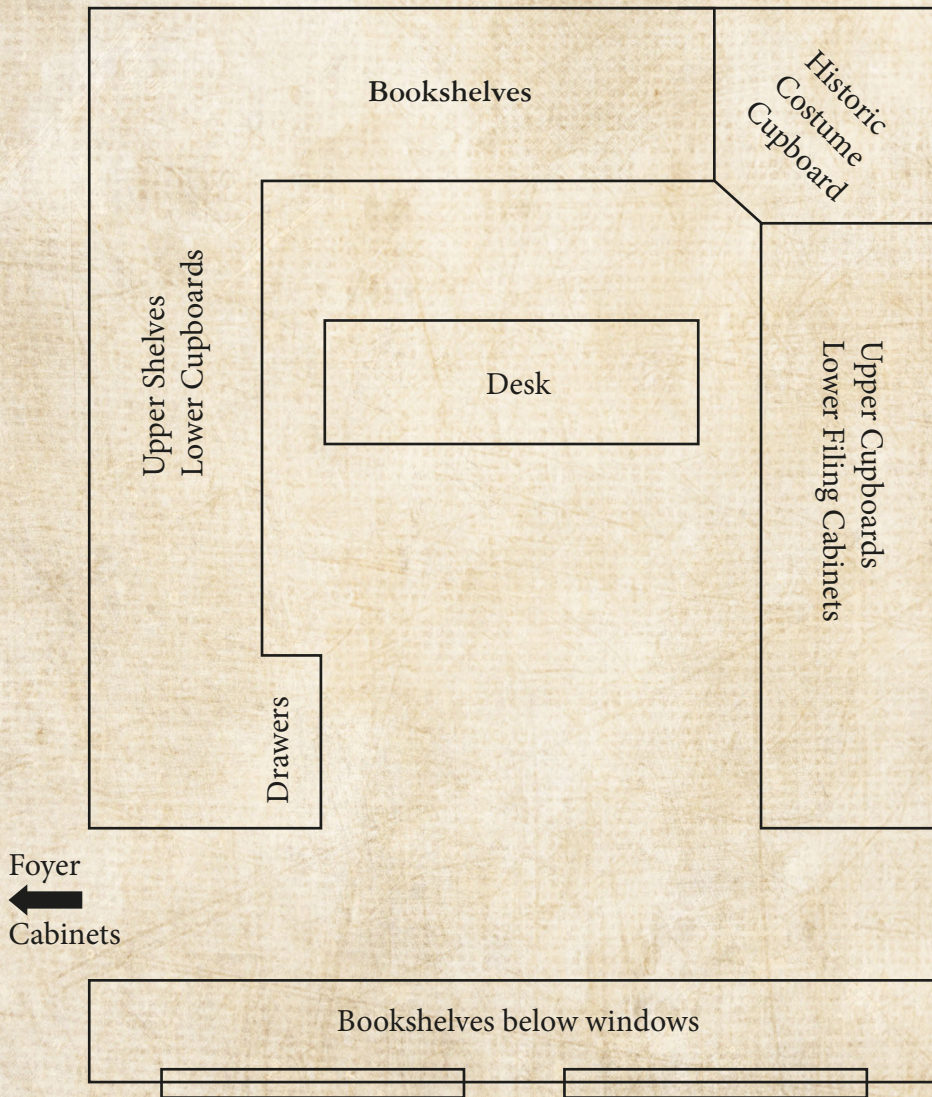 Bookshelves
Historic
Costume
Cupboard
Upper Shelves
Lower Cupboards
Desk
Upper Cupboards
Lower Filing Cabinets
Drawers
Foyer
Cabinets
Bookshelves below windows